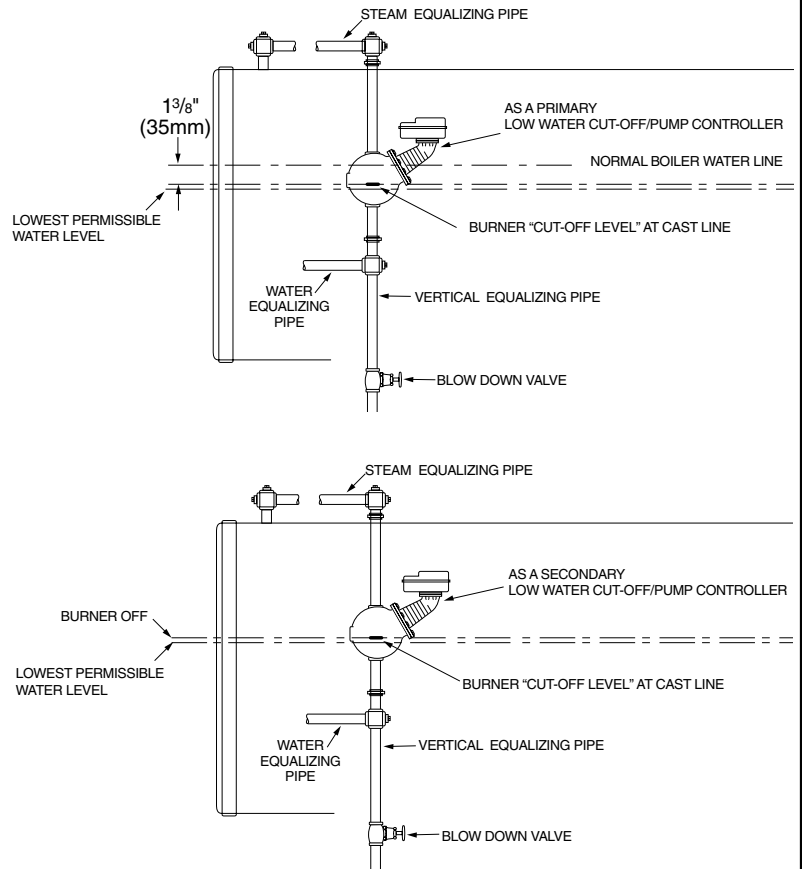 STEAM EQUALIZING PIPE
1 3/8"
(35mm)
AS A PRIMARY
LOW WATER CUT-OFF/PUMP CONTROLLER
NORMAL BOILER WATER LINE
LOWEST PERMISSIBLE
WATER LEVEL
BURNER “CUT-OFF LEVEL” AT CAST LINE
WATER
EQUALIZING
PIPE
VERTICAL EQUALIZING PIPE
BLOW DOWN VALVE
STEAM EQUALIZING PIPE
AS A SECONDARY
LOW WATER CUT-OFF/PUMP CONTROLLER
BURNER OFF
LOWEST PERMISSIBLE
WATER LEVEL
BURNER “CUT-OFF LEVEL” AT CAST LINE
WATER
EQUALIZING
PIPE
VERTICAL EQUALIZING PIPE
BLOW DOWN VALVE